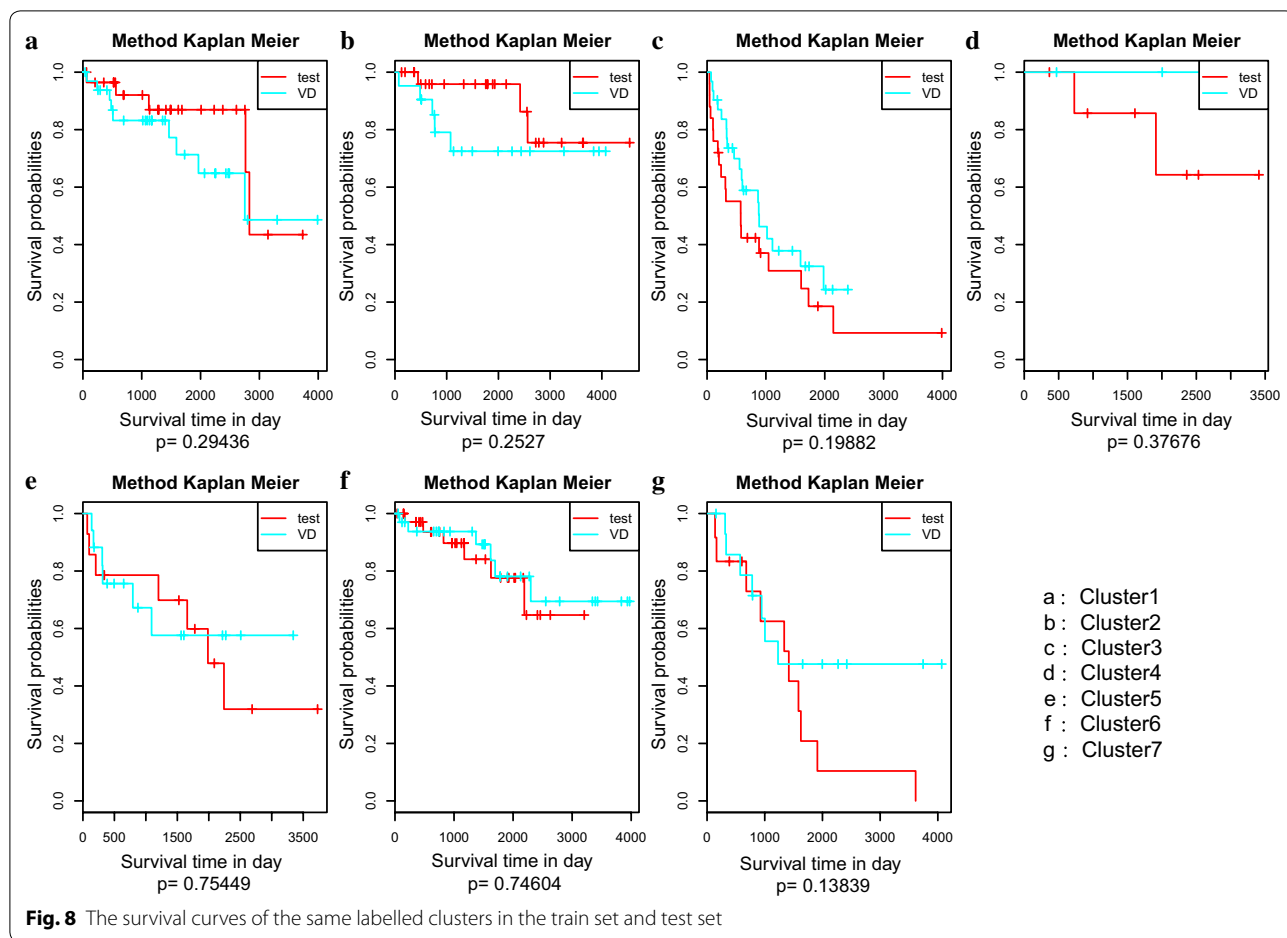 a
Method Kaplan Meier
test
VD
Survival probabilities
0.0 0.2 0.4 0.6 0.8 1.0
0 1000 2000 3000 4000
Survival time in day
p= 0.29436
b
Method Kaplan Meier
test
VD
Survival probabilities
0.0 0.2 0.4 0.6 0.8 1.0
0 1000 2000 3000 4000
Survival time in day
p= 0.2527
c
Method Kaplan Meier
test
VD
Survival probabilities
0.0 0.2 0.4 0.6 0.8 1.0
0 1000 2000 3000 4000
Survival time in day
p= 0.19882
d
Method Kaplan Meier
test
VD
Survival probabilities
0.0 0.2 0.4 0.6 0.8 1.0
0 500 1500 2500 3500
Survival time in day
p= 0.37676
e
Method Kaplan Meier
test
VD
Survival probabilities
0.0 0.2 0.4 0.6 0.8 1.0
0 500 1500 2500 3500
Survival time in day
p= 0.75449
f
Method Kaplan Meier
test
VD
Survival probabilities
0.0 0.2 0.4 0.6 0.8 1.0
0 1000 2000 3000 4000
Survival time in day
p= 0.74604
g
Method Kaplan Meier
test
VD
Survival probabilities
0.0 0.2 0.4 0.6 0.8 1.0
0 1000 2000 3000 4000
Survival time in day
p= 0.13839
a : Cluster1
b : Cluster2
c : Cluster3
d : Cluster4
e : Cluster5
f : Cluster6
g : Cluster7
Fig. 8 The survival curves of the same labelled clusters in the train set and test set